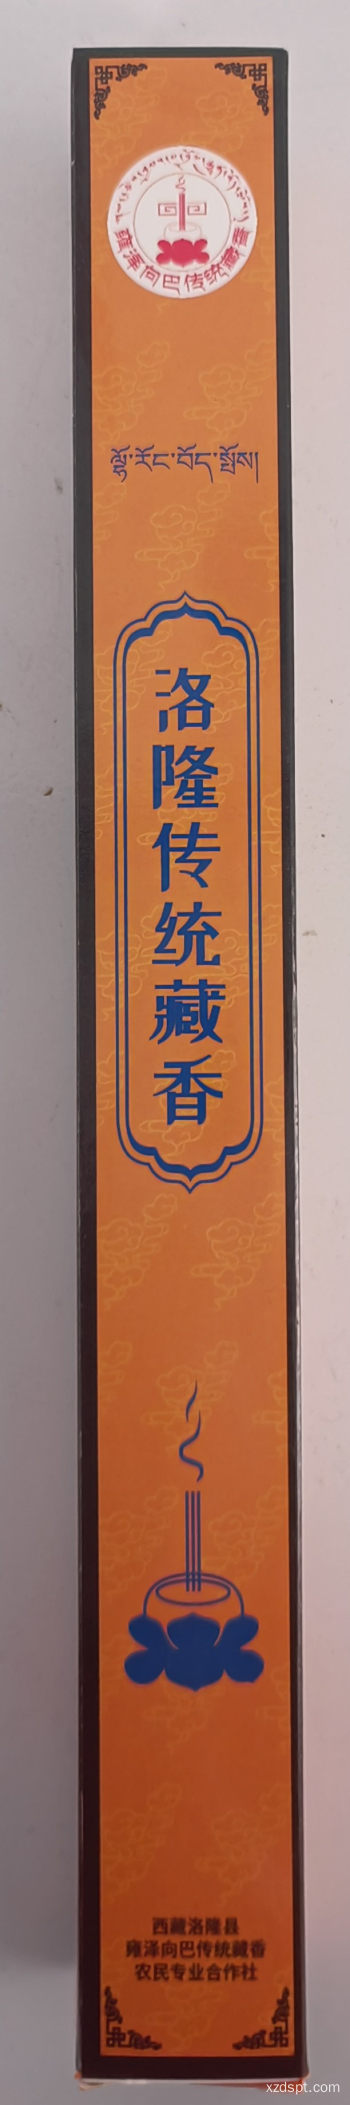 雍泽向巴传统藏香
ལྷོ་རོང་བོད་སྤོས།
洛隆传统藏香
西藏洛隆县
雍泽向巴传统藏香
农民专业合作社
xzdspt.com